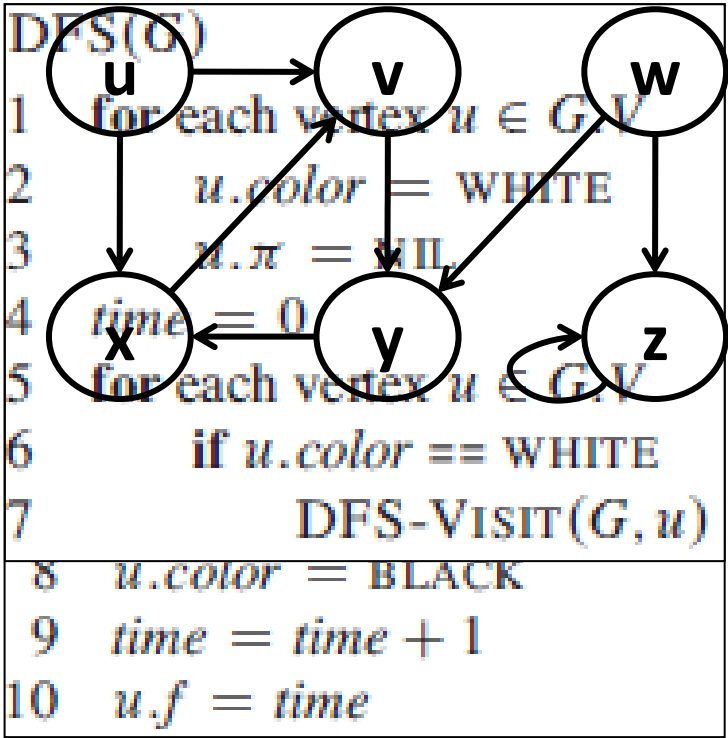 DFS(G)
u v w
1 for each vertex u ∈ G.V
2 u.color = WHITE
3 u.π = NIL
4 time = 0
x y z
5 for each vertex u ∈ G.V
6 if u.color == WHITE
7 DFS-VISIT(G, u)
8 u.color = BLACK
9 time = time + 1
10 u.f = time